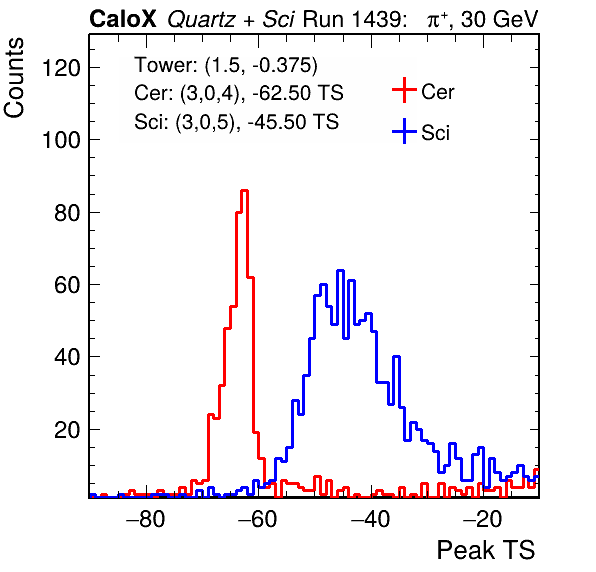 CaloX Quartz + Sci Run 1439: π⁺, 30 GeV
Counts
Tower: (1.5, -0.375)
Cer: (3,0,4), -62.50 TS
Sci: (3,0,5), -45.50 TS
Cer
Sci
120
100
80
60
40
20
−80 −60 −40 −20
Peak TS